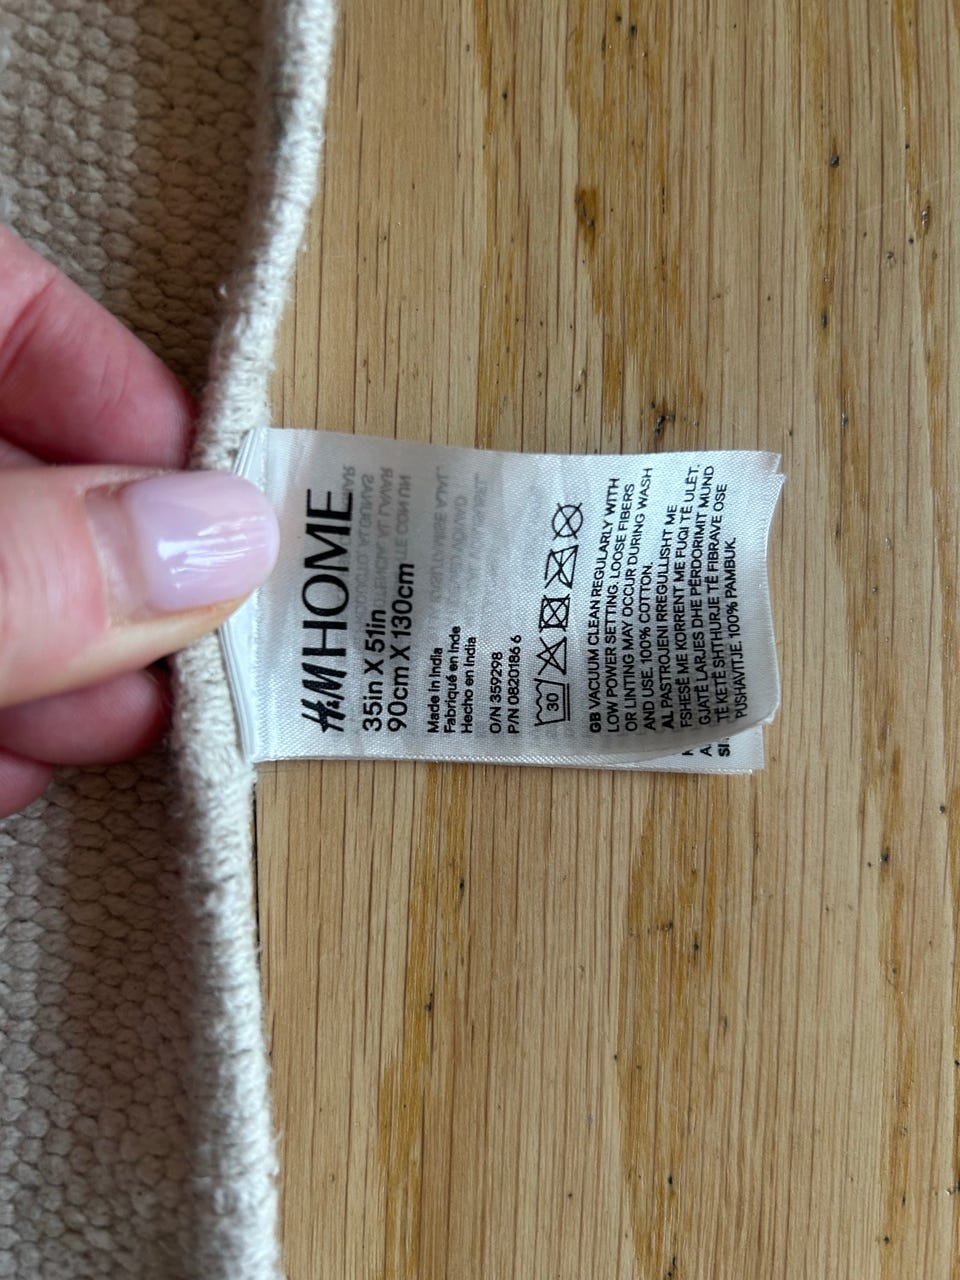 H&M HOME
35in X 51in
90cm X 130cm
Made in India
Fabriqué en Inde
Hecho en India
O/N 359298
P/N 0820186 6
30
GB VACUUM CLEAN REGULARLY WITH
LOW POWER SETTING. LOOSE FIBERS
OR LINTING MAY OCCUR DURING WASH
AND USE. 100% COTTON.
AL PASTROJENI RREGULLISHT ME
FSHESË ME KORRENT ME FUQI TË ULËT.
GJATË LARJES DHE PËRDORIMIT MUND
TË KETË SHTHURJE TË FIBRAVE OSE
PUSHAVITJE. 100% PAMBUK.